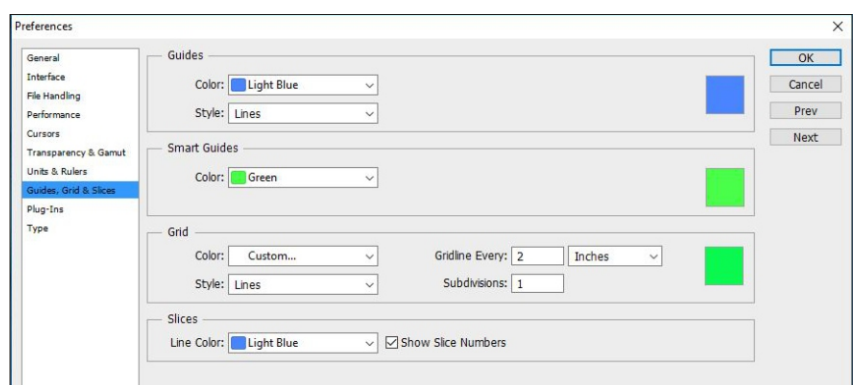 Preferences
General
Interface
File Handling
Performance
Cursors
Transparency & Gamut
Units & Rulers
Guides, Grid & Slices
Plug-Ins
Type
Guides
Color: Light Blue
Style: Lines
Smart Guides
Color: Green
Grid
Color: Custom...
Gridline Every: 2 Inches
Style: Lines
Subdivisions: 1
Slices
Line Color: Light Blue
Show Slice Numbers
OK
Cancel
Prev
Next